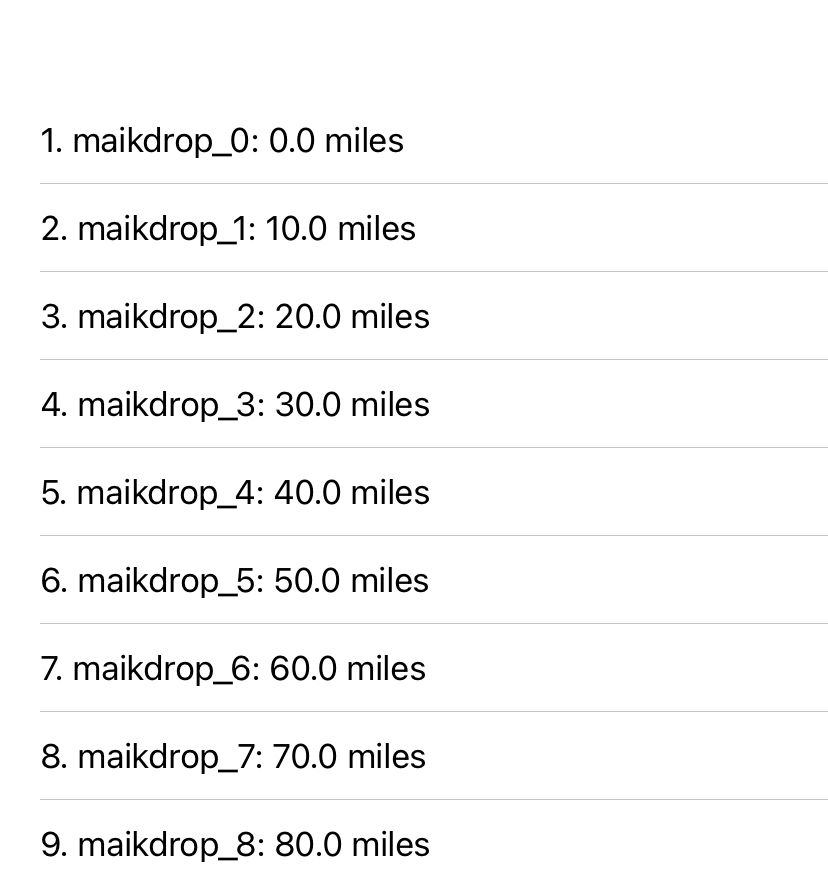 1. maikdrop_0: 0.0 miles
2. maikdrop_1: 10.0 miles
3. maikdrop_2: 20.0 miles
4. maikdrop_3: 30.0 miles
5. maikdrop_4: 40.0 miles
6. maikdrop_5: 50.0 miles
7. maikdrop_6: 60.0 miles
8. maikdrop_7: 70.0 miles
9. maikdrop_8: 80.0 miles